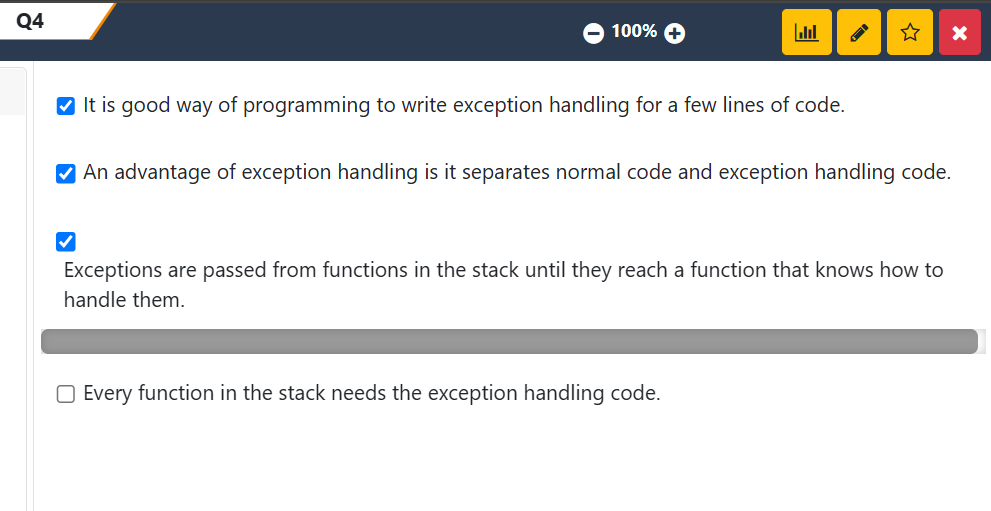 Q4
100%
It is good way of programming to write exception handling for a few lines of code.
An advantage of exception handling is it separates normal code and exception handling code.
Exceptions are passed from functions in the stack until they reach a function that knows how to
handle them.
Every function in the stack needs the exception handling code.